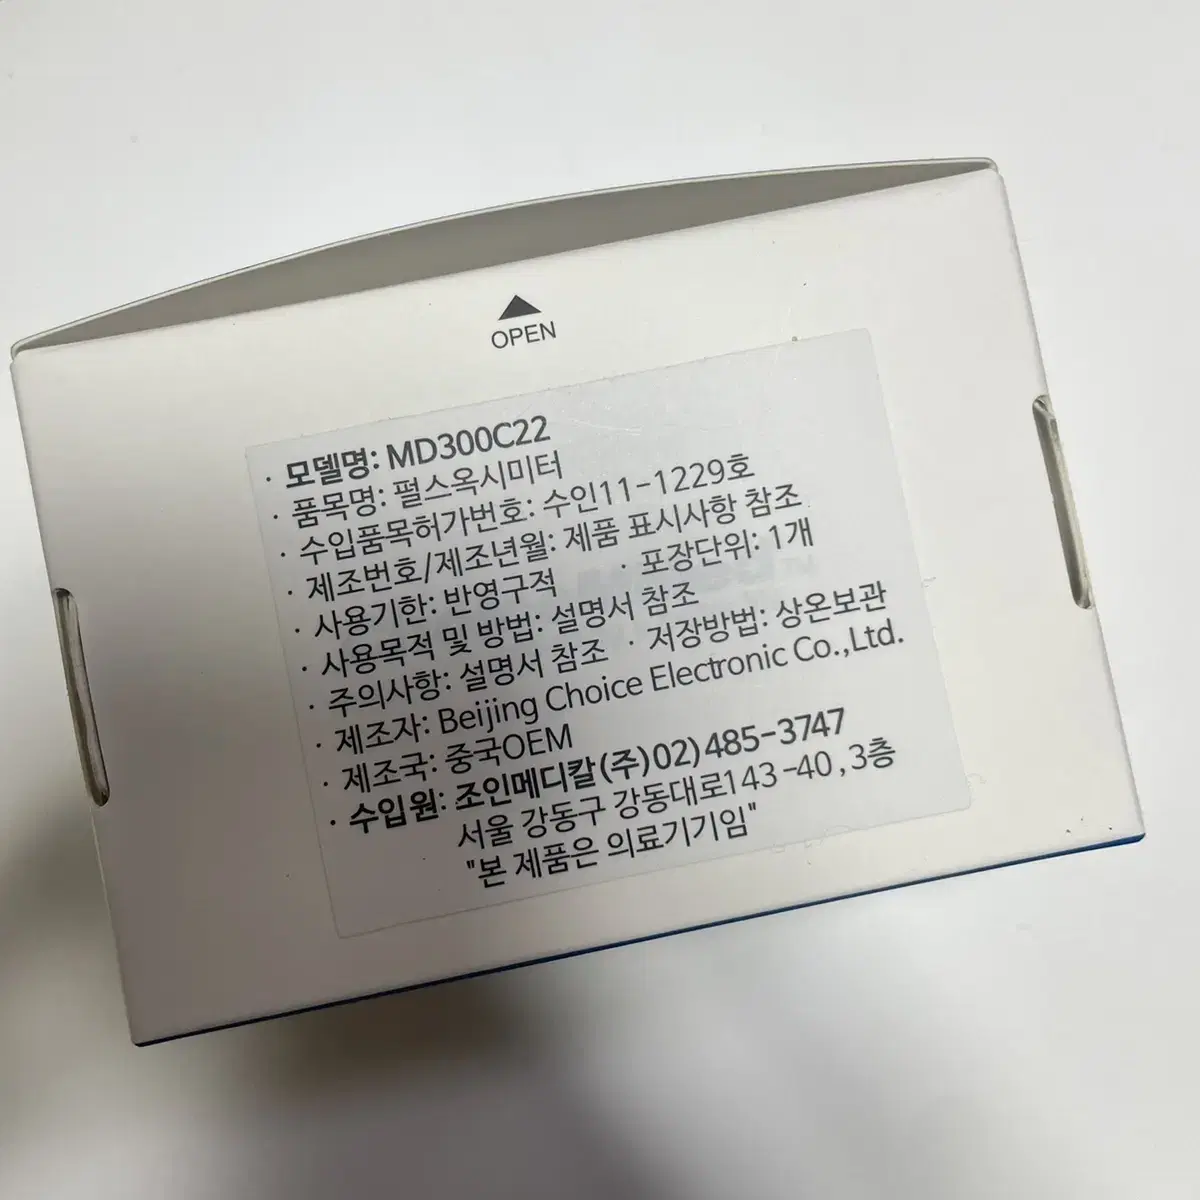 OPEN
· 모델명: MD300C22
· 품목명: 펄스옥시미터
· 수입품목허가번호: 수인11-1229호
· 제조번호/제조년월: 제품 표시사항 참조
· 사용기한: 반영구적 · 포장단위: 1개
· 사용목적 및 방법: 설명서 참조
· 주의사항: 설명서 참조 · 저장방법: 상온보관
· 제조자: Beijing Choice Electronic Co.,Ltd.
· 제조국: 중국OEM
· 수입원: 조인메디칼(주)02)485-3747
서울 강동구 강동대로143-40,3층
"본 제품은 의료기기임"